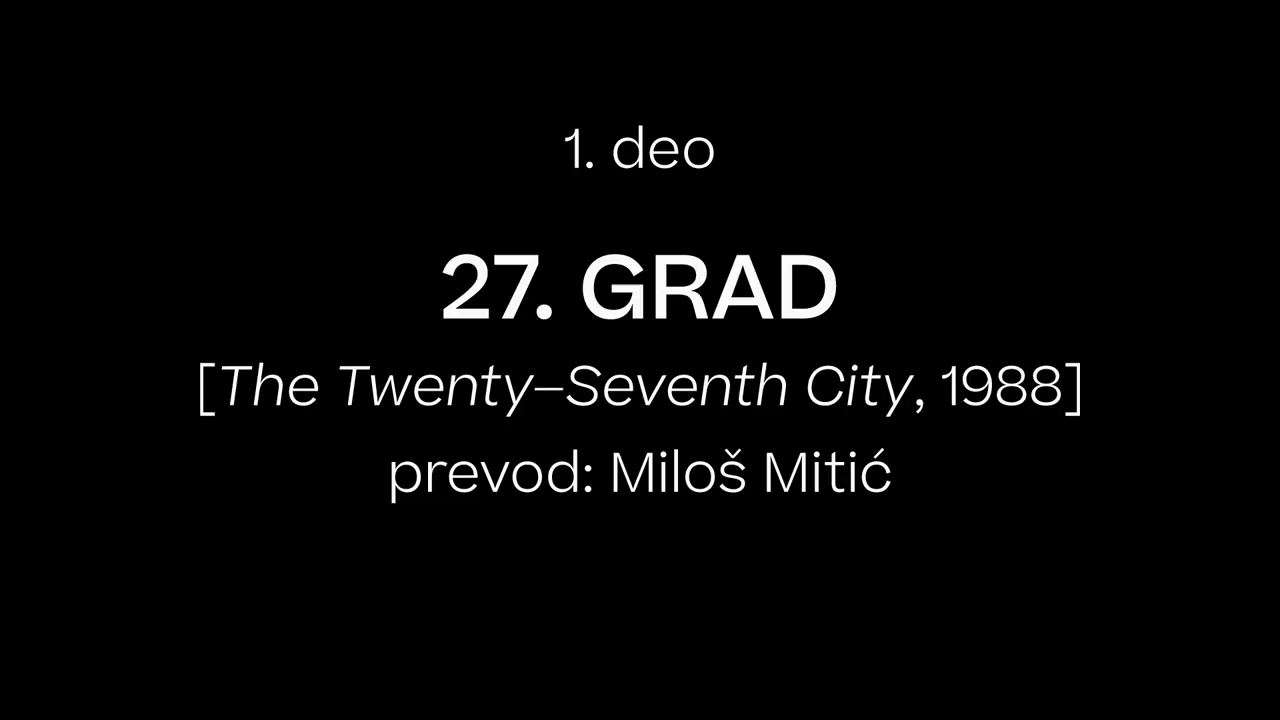 1. deo
27. GRAD
[The Twenty–Seventh City, 1988]
prevod: Miloš Mitić